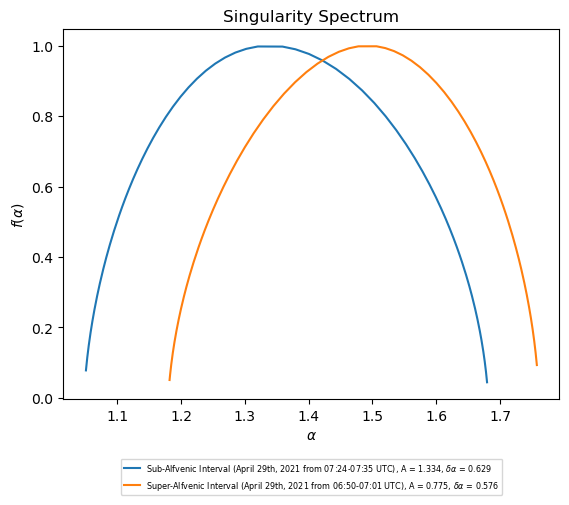 Singularity Spectrum
1.0
0.8
0.6
0.4
0.2
0.0
f(α)
1.1 1.2 1.3 1.4 1.5 1.6 1.7
α
Sub-Alfvenic Interval (April 29th, 2021 from 07:24-07:35 UTC), A = 1.334, δα = 0.629
Super-Alfvenic Interval (April 29th, 2021 from 06:50-07:01 UTC), A = 0.775, δα = 0.576